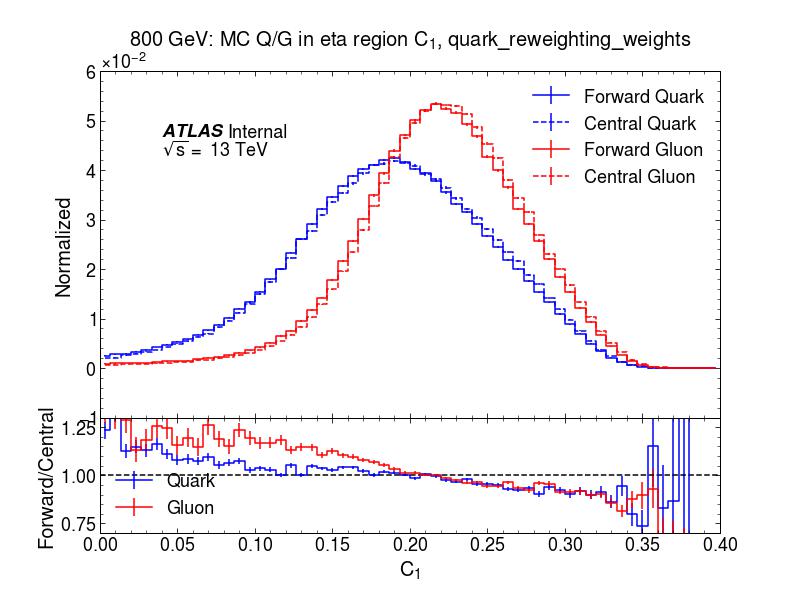 800 GeV: MC Q/G in eta region C₁, quark_reweighting_weights
×10⁻²
6
5
4
3
2
1
0
1
Normalized
ATLAS Internal
√s = 13 TeV
Forward Quark
Central Quark
Forward Gluon
Central Gluon
1.25
1.00
0.75
Forward/Central
Quark
Gluon
0.00 0.05 0.10 0.15 0.20 0.25 0.30 0.35 0.40
C₁